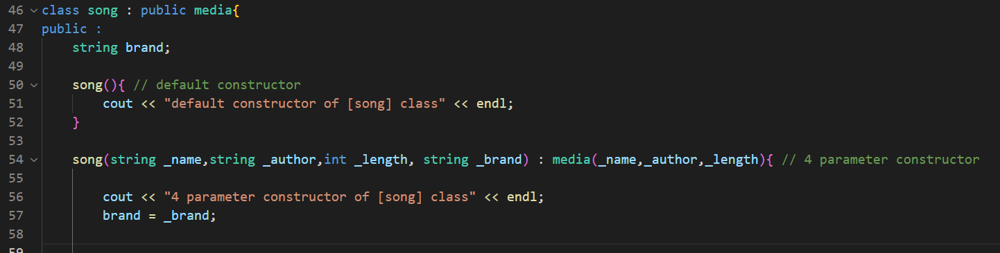 46 class song : public media{
47 public :
48     string brand;
49
50     song(){ // default constructor
51         cout << "default constructor of [song] class" << endl;
52     }
53
54     song(string _name,string _author,int _length, string _brand) : media(_name,_author,_length){ // 4 parameter constructor
55
56         cout << "4 parameter constructor of [song] class" << endl;
57         brand = _brand;
58
59